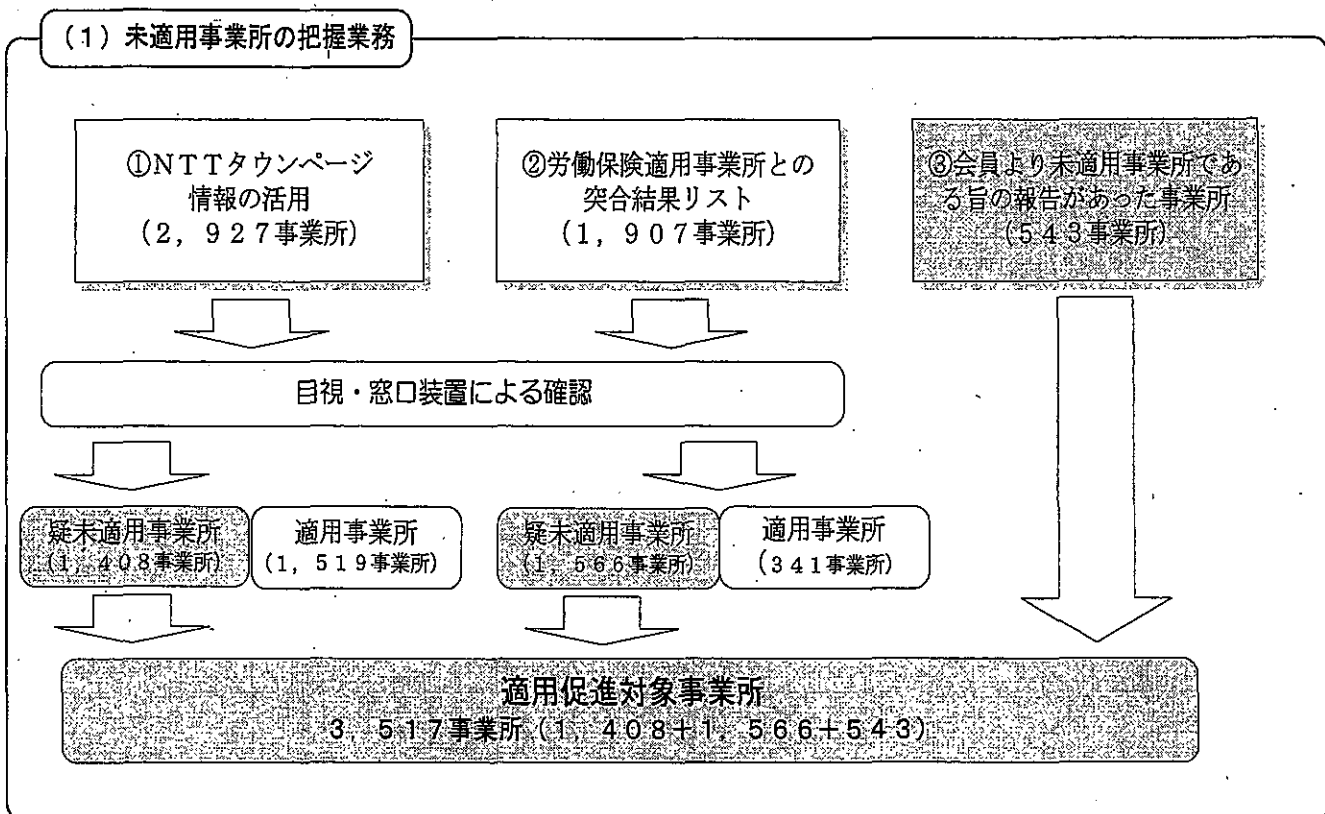 (1)未適用事業所の把握業務
①NTTタウンページ
情報の活用
(2,927事業所)
②労働保険適用事業所との
突合結果リスト
(1,907事業所)
③会員より未適用事業所であ
る旨の報告があった事業所
(543事業所)
目視・窓口装置による確認
疑未適用事業所
(1,408事業所)
適用事業所
(1,519事業所)
疑未適用事業所
(1,566事業所)
適用事業所
(341事業所)
適用促進対象事業所
3,517事業所(1,408+1,566+543)